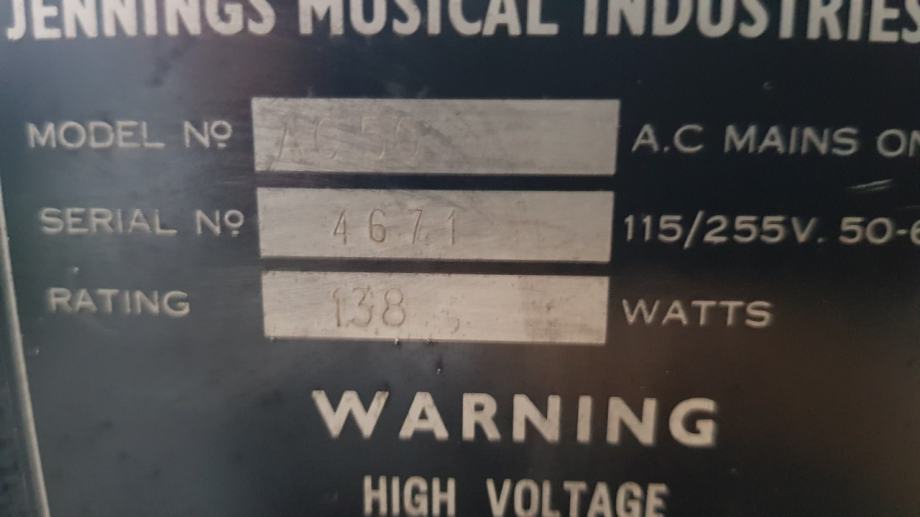 JENNINGS MUSICAL INDUSTRIES
MODEL Nº AC50 A.C MAINS ON
SERIAL Nº 4671 115/255V. 50-6
RATING 138 WATTS
WARNING
HIGH VOLTAGE